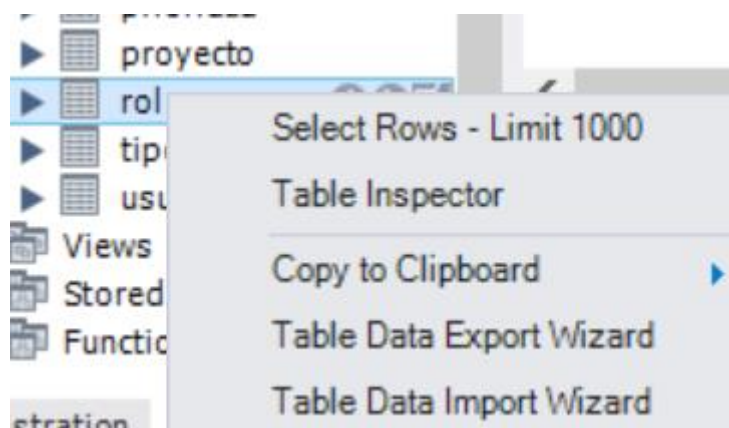 proyecto
rol
Select Rows - Limit 1000
Table Inspector
Views
Copy to Clipboard
Stored
Table Data Export Wizard
Table Data Import Wizard